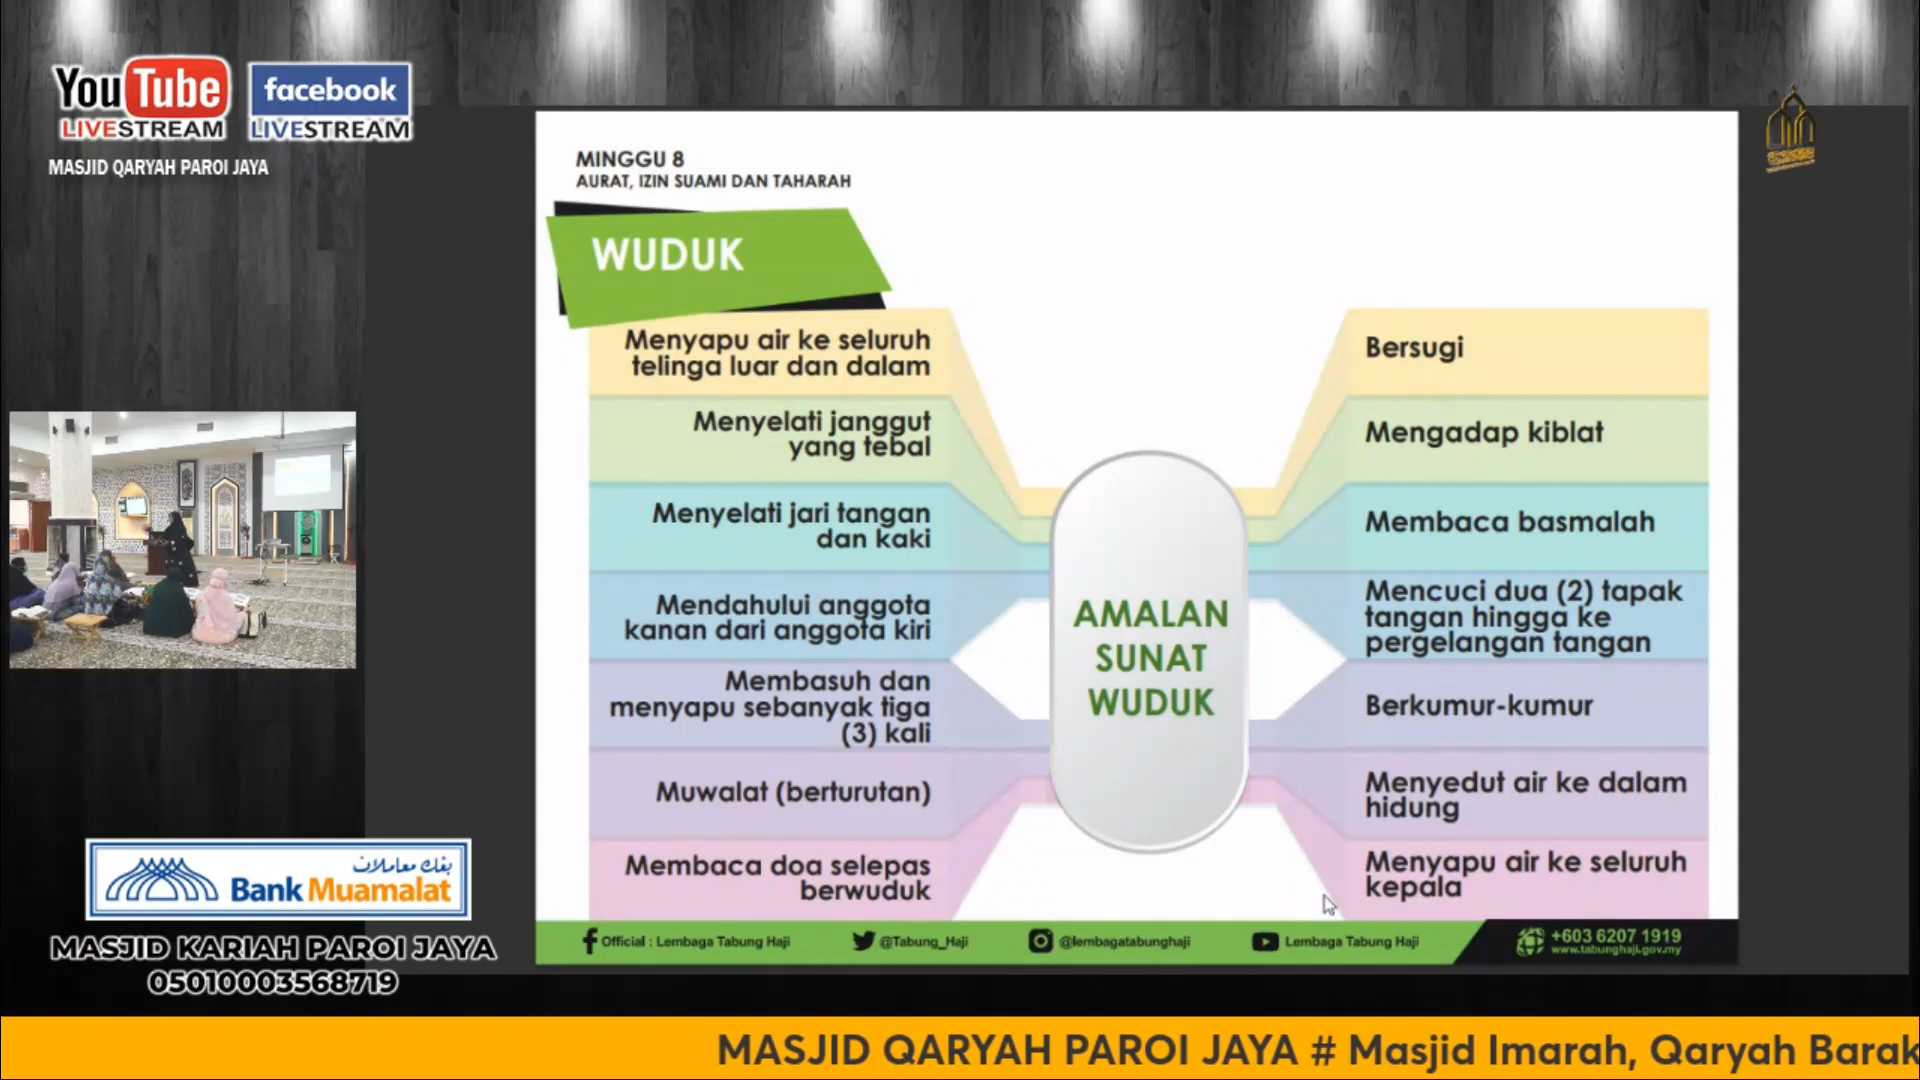 YouTube
LIVESTREAM
facebook
LIVESTREAM
MASJID QARYAH PAROI JAYA
MINGGU 8
AURAT, IZIN SUAMI DAN TAHARAH
WUDUK
Menyapu air ke seluruh
telinga luar dan dalam
Menyelati janggut
yang tebal
Menyelati jari tangan
dan kaki
Mendahului anggota
kanan dari anggota kiri
Membasuh dan
menyapu sebanyak tiga
(3) kali
Muwalat (berturutan)
Membaca doa selepas
berwuduk
AMALAN
SUNAT
WUDUK
Bersugi
Mengadap kiblat
Membaca basmalah
Mencuci dua (2) tapak
tangan hingga ke
pergelangan tangan
Berkumur-kumur
Menyedut air ke dalam
hidung
Menyapu air ke seluruh
kepala
Official : Lembaga Tabung Haji
@Tabung_Haji
@lembagatabunghaji
Lembaga Tabung Haji
+603 6207 1919
www.tabunghaji.gov.my
بنك معاملات
Bank Muamalat
MASJID KARIAH PAROI JAYA
05010003568719
MASJID QARYAH PAROI JAYA # Masjid Imarah, Qaryah Barak